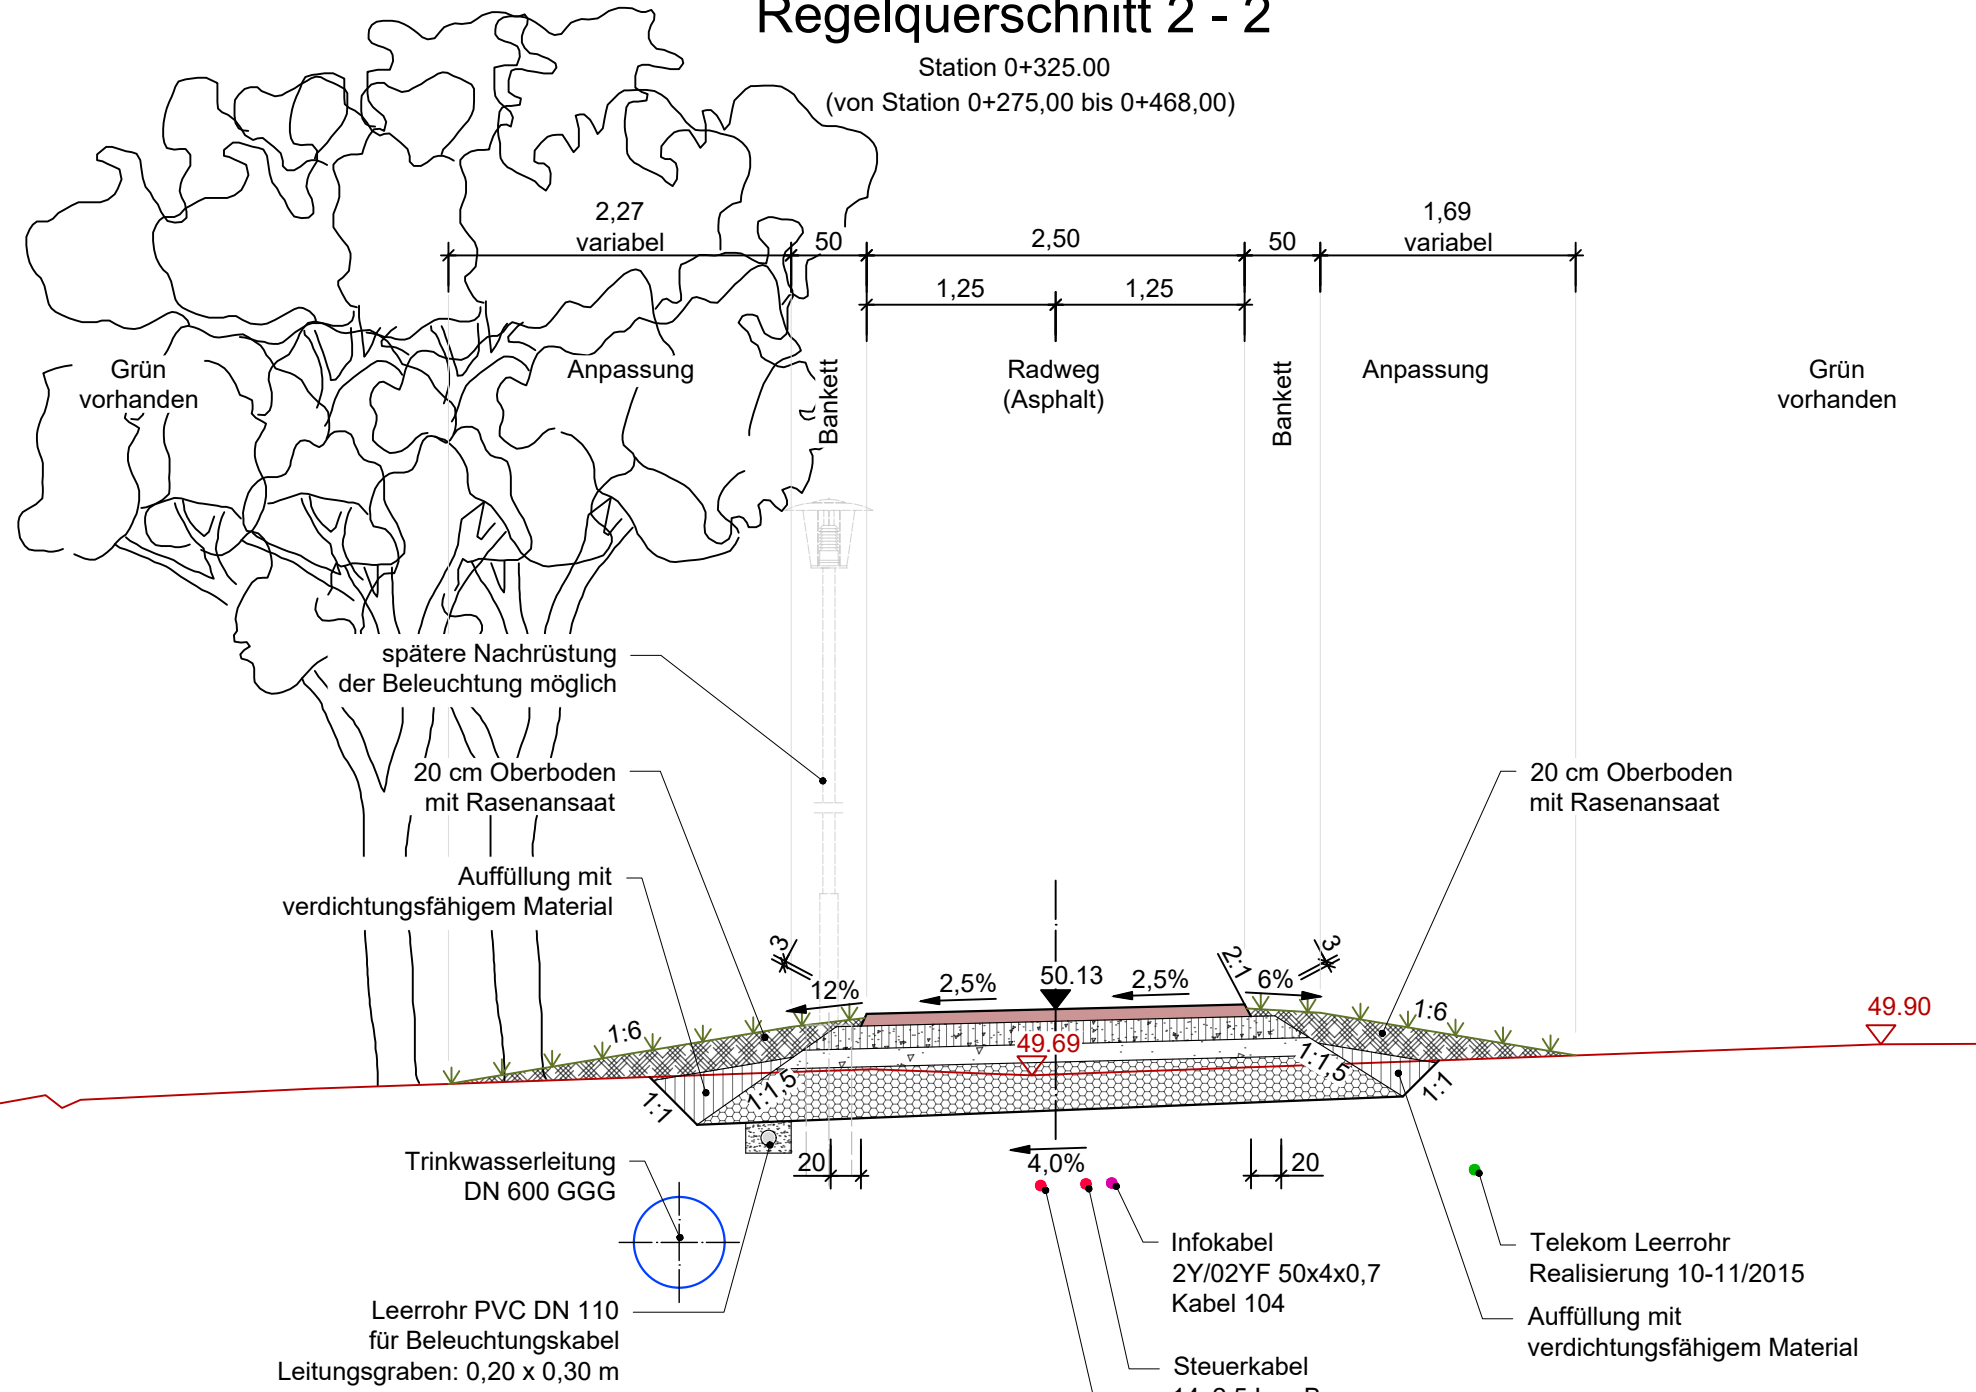 Regelquerschnitt 2 - 2
Station 0+325.00
(von Station 0+275,00 bis 0+468,00)
2,27
variabel
50
2,50
50
1,69
variabel
1,25
1,25
Grün
vorhanden
Anpassung
Bankett
Radweg
(Asphalt)
Bankett
Anpassung
Grün
vorhanden
spätere Nachrüstung
der Beleuchtung möglich
20 cm Oberboden
mit Rasenansaat
20 cm Oberboden
mit Rasenansaat
Auffüllung mit
verdichtungsfähigem Material
3
12%
2,5%
50.13
2,5%
2:1
6%
3
1:6
1:6
49.90
49.69
1:1
1:1,5
1:1,5
1:1
20
4,0%
20
Trinkwasserleitung
DN 600 GGG
Leerrohr PVC DN 110
für Beleuchtungskabel
Leitungsgraben: 0,20 x 0,30 m
Infokabel
2Y/02YF 50x4x0,7
Kabel 104
Steuerkabel
Telekom Leerrohr
Realisierung 10-11/2015
Auffüllung mit
verdichtungsfähigem Material